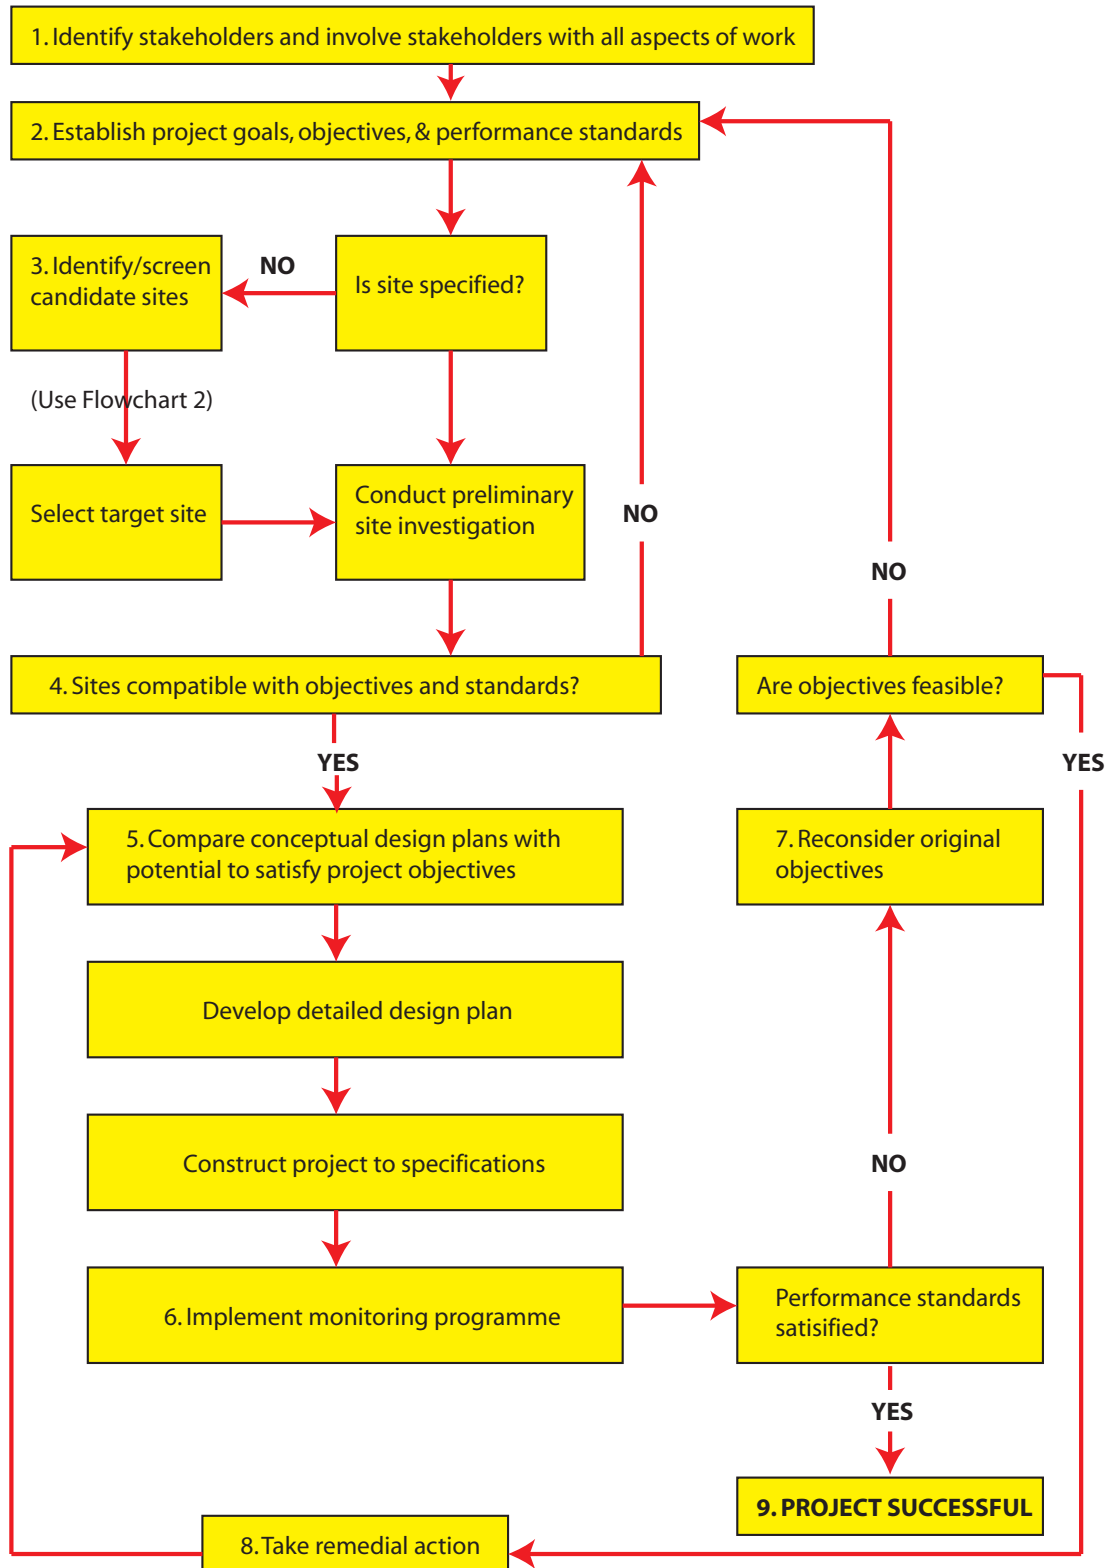 1. Identify stakeholders and involve stakeholders with all aspects of work
2. Establish project goals, objectives, & performance standards
3. Identify/screen
candidate sites
NO
Is site specified?
(Use Flowchart 2)
Select target site
Conduct preliminary
site investigation
NO
NO
4. Sites compatible with objectives and standards?
Are objectives feasible?
YES
YES
5. Compare conceptual design plans with
potential to satisfy project objectives
7. Reconsider original
objectives
Develop detailed design plan
Construct project to specifications
NO
6. Implement monitoring programme
Performance standards
satisified?
YES
9. PROJECT SUCCESSFUL
8. Take remedial action